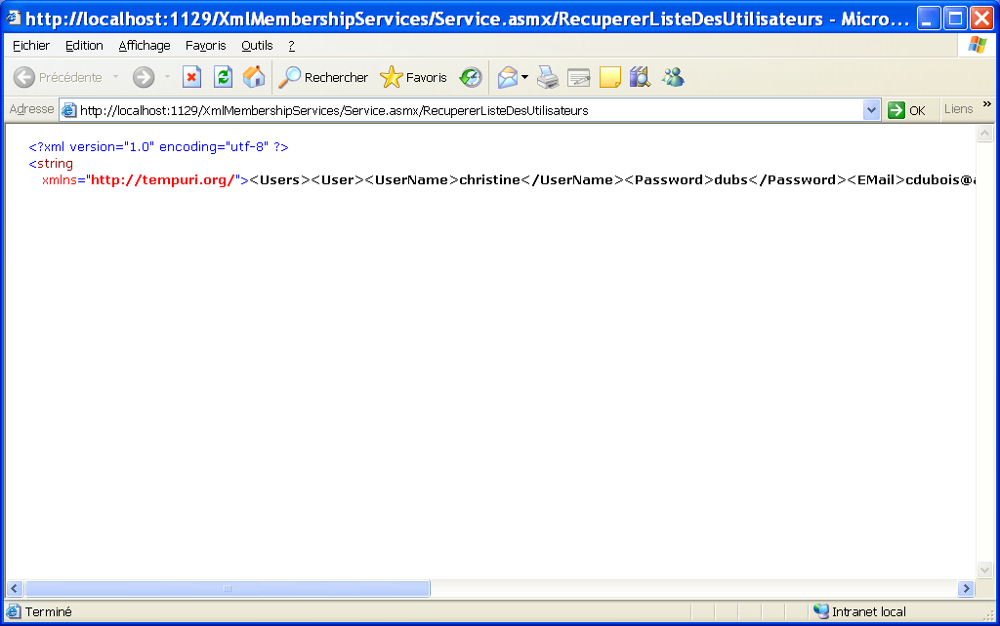 http://localhost:1129/XmlMembershipServices/Service.asmx/RecupererListeDesUtilisateurs - Micro...
Fichier Edition Affichage Favoris Outils ?
Précédente Rechercher Favoris
Adresse http://localhost:1129/XmlMembershipServices/Service.asmx/RecupererListeDesUtilisateurs OK Liens »
<?xml version="1.0" encoding="utf-8" ?>
<string
xmlns="http://tempuri.org/"><Users><User><UserName>christine</UserName><Password>dubs</Password><EMail>cdubois@a
Terminé Intranet local